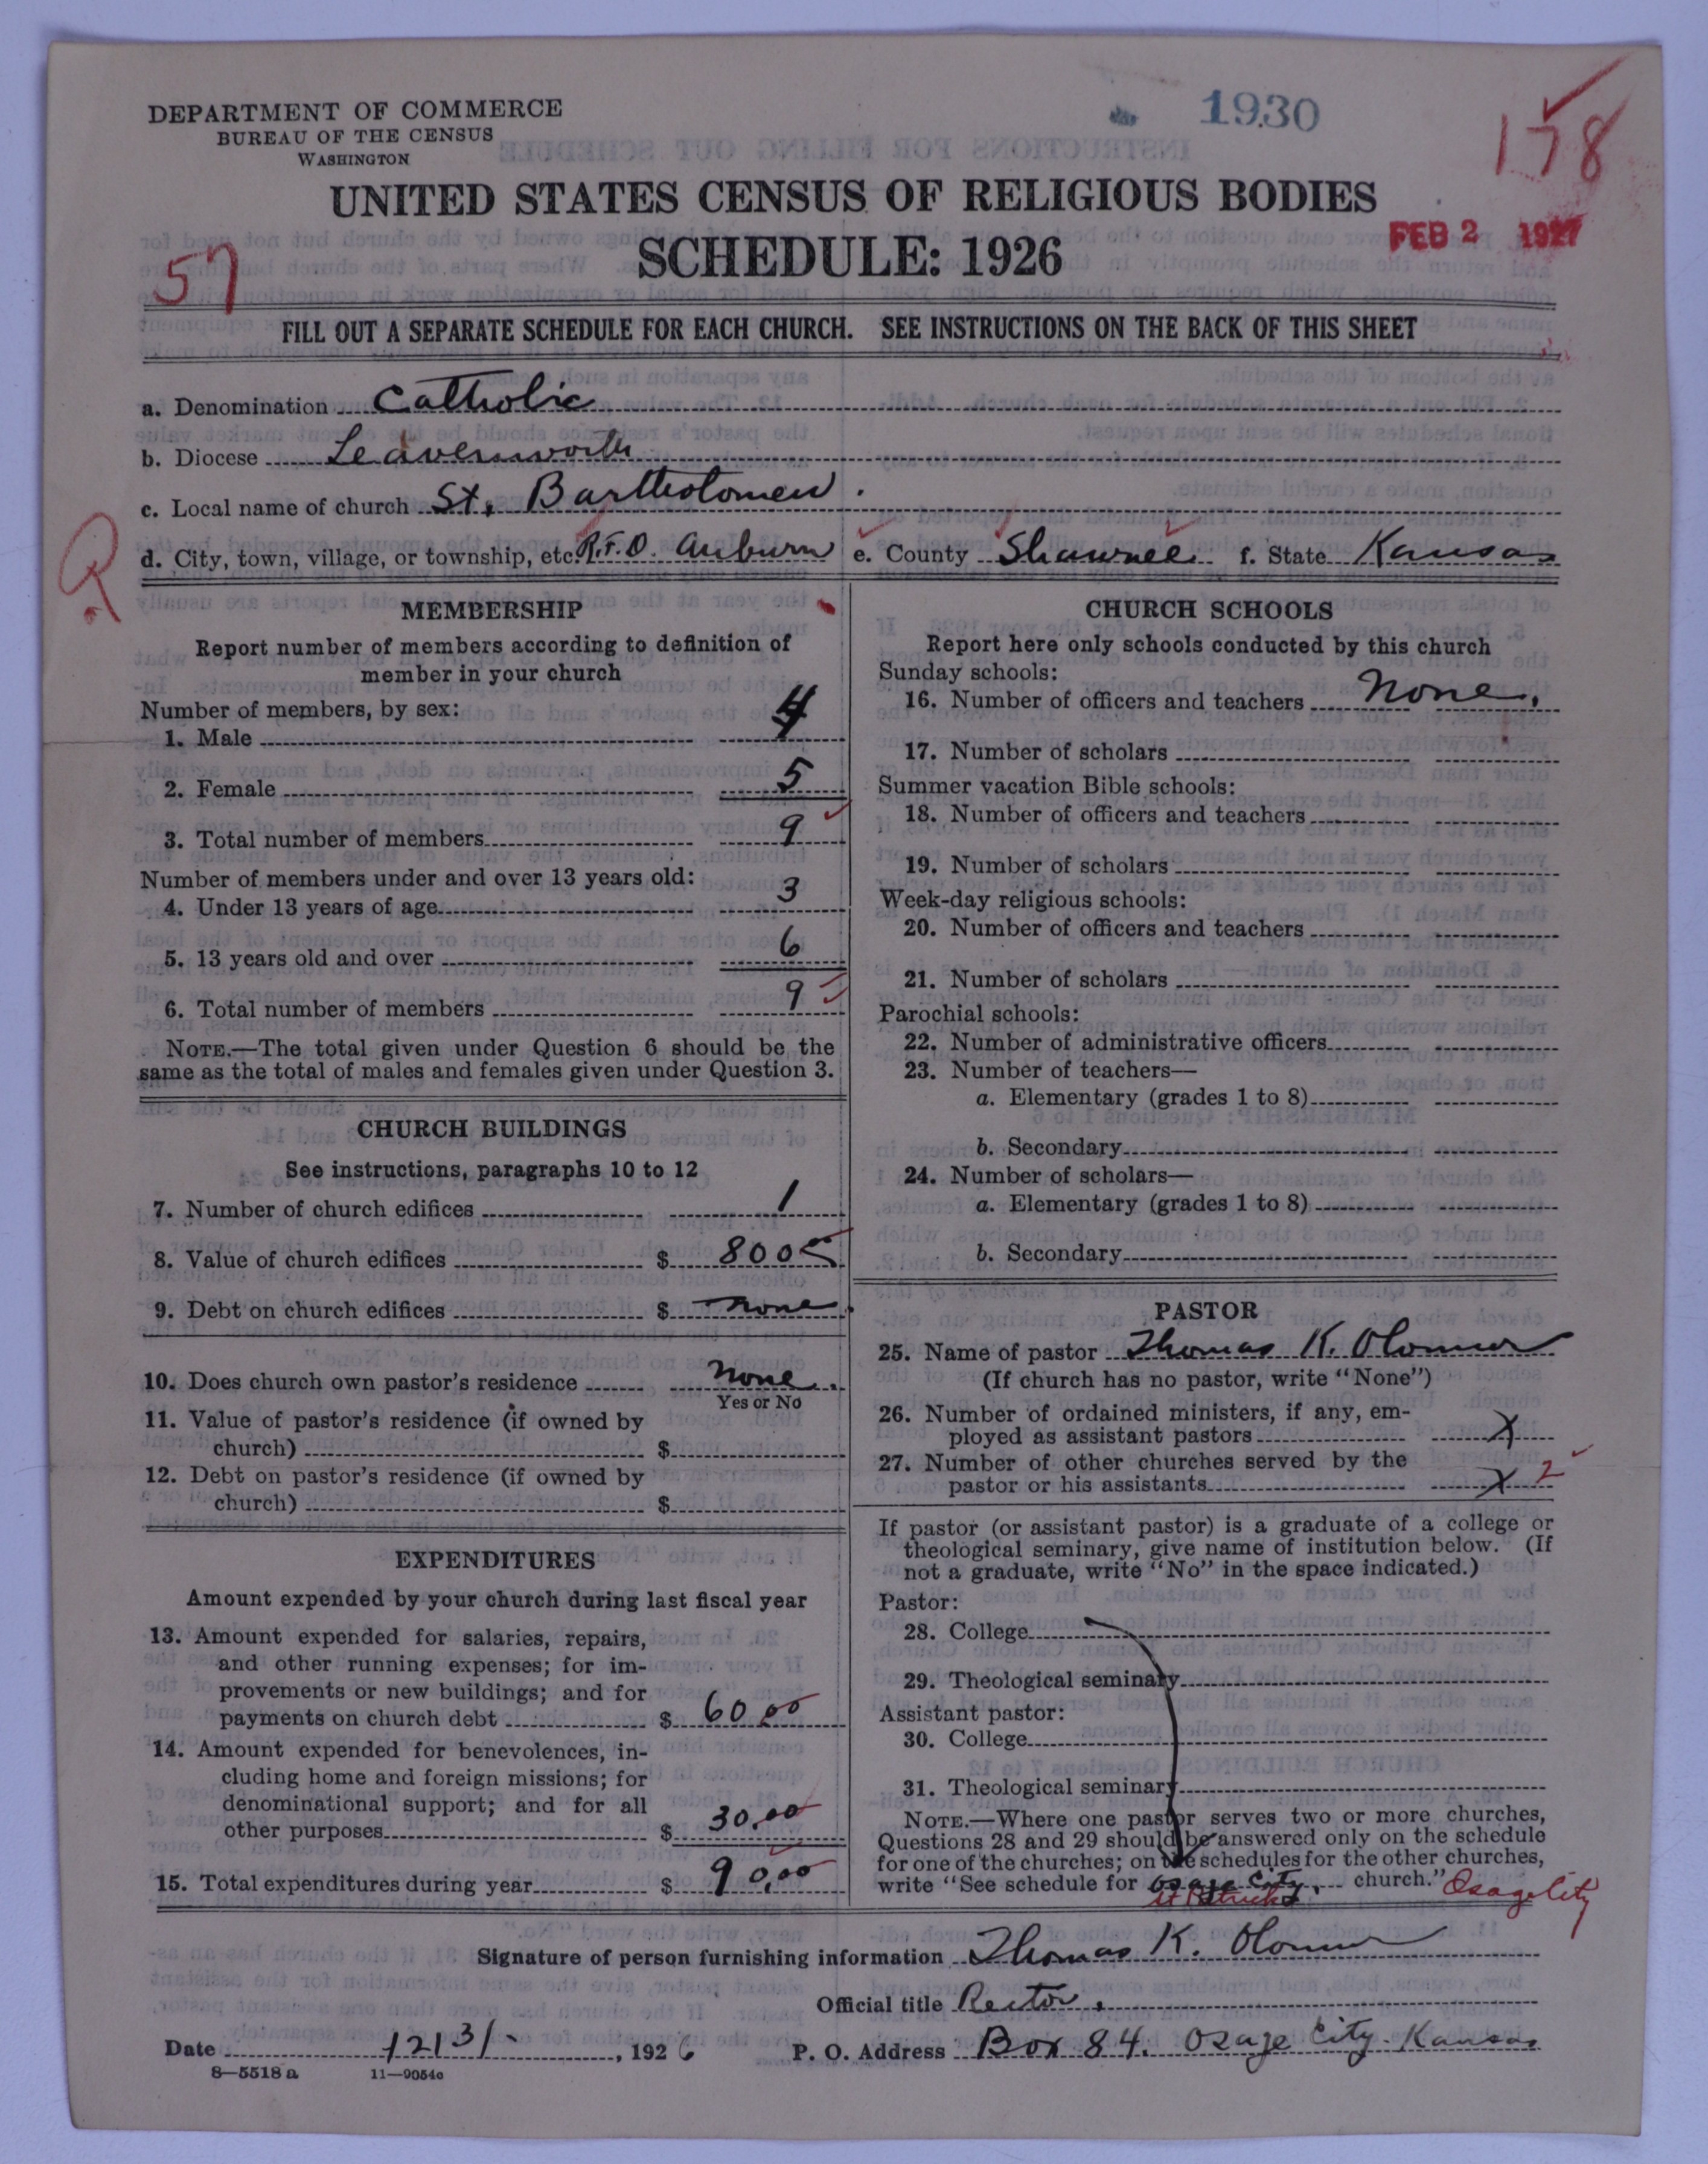 DEPARTMENT OF COMMERCE
BUREAU OF THE CENSUS
WASHINGTON
1930
158
UNITED STATES CENSUS OF RELIGIOUS BODIES
SCHEDULE: 1926
FEB 2 1927
57
FILL OUT A SEPARATE SCHEDULE FOR EACH CHURCH. SEE INSTRUCTIONS ON THE BACK OF THIS SHEET
a. Denomination Catholic
b. Diocese Leavenworth
c. Local name of church St. Bartholomew.
d. City, town, village, or township, etc. R.F.D. Auburn e. County Shawnee f. State Kansas
MEMBERSHIP
Report number of members according to definition of
member in your church
Number of members, by sex:
1. Male 4
2. Female 5
3. Total number of members 9
Number of members under and over 13 years old:
4. Under 13 years of age 3
5. 13 years old and over 6
6. Total number of members 9
NOTE.—The total given under Question 6 should be the
same as the total of males and females given under Question 3.
CHURCH BUILDINGS
See instructions, paragraphs 10 to 12
7. Number of church edifices 1
8. Value of church edifices $ 800
9. Debt on church edifices $ none
10. Does church own pastor's residence none.
Yes or No
11. Value of pastor's residence (if owned by
church) $
12. Debt on pastor's residence (if owned by
church) $
EXPENDITURES
Amount expended by your church during last fiscal year
13. Amount expended for salaries, repairs,
and other running expenses; for im-
provements or new buildings; and for
payments on church debt $ 60.00
14. Amount expended for benevolences, in-
cluding home and foreign missions; for
denominational support; and for all
other purposes $ 30.00
15. Total expenditures during year $ 90.00
CHURCH SCHOOLS
Report here only schools conducted by this church
Sunday schools:
16. Number of officers and teachers None.
17. Number of scholars
Summer vacation Bible schools:
18. Number of officers and teachers
19. Number of scholars
Week-day religious schools:
20. Number of officers and teachers
21. Number of scholars
Parochial schools:
22. Number of administrative officers
23. Number of teachers—
a. Elementary (grades 1 to 8)
b. Secondary
24. Number of scholars—
a. Elementary (grades 1 to 8)
b. Secondary
PASTOR
25. Name of pastor Thomas K. OConnor
(If church has no pastor, write "None")
26. Number of ordained ministers, if any, em-
ployed as assistant pastors X
27. Number of other churches served by the
pastor or his assistants X 2
If pastor (or assistant pastor) is a graduate of a college or
theological seminary, give name of institution below. (If
not a graduate, write "No" in the space indicated.)
Pastor:
28. College
29. Theological seminary
Assistant pastor:
30. College
31. Theological seminary
NOTE.—Where one pastor serves two or more churches,
Questions 28 and 29 should be answered only on the schedule
for one of the churches; on the schedules for the other churches,
write "See schedule for Osage City. church." Osage City
St Patricks
Signature of person furnishing information Thomas K. OConnor
Official title Rector.
Date 12/31-, 1926 P. O. Address Box 84. Osage City. Kansas
8—5518 a 11—9054c